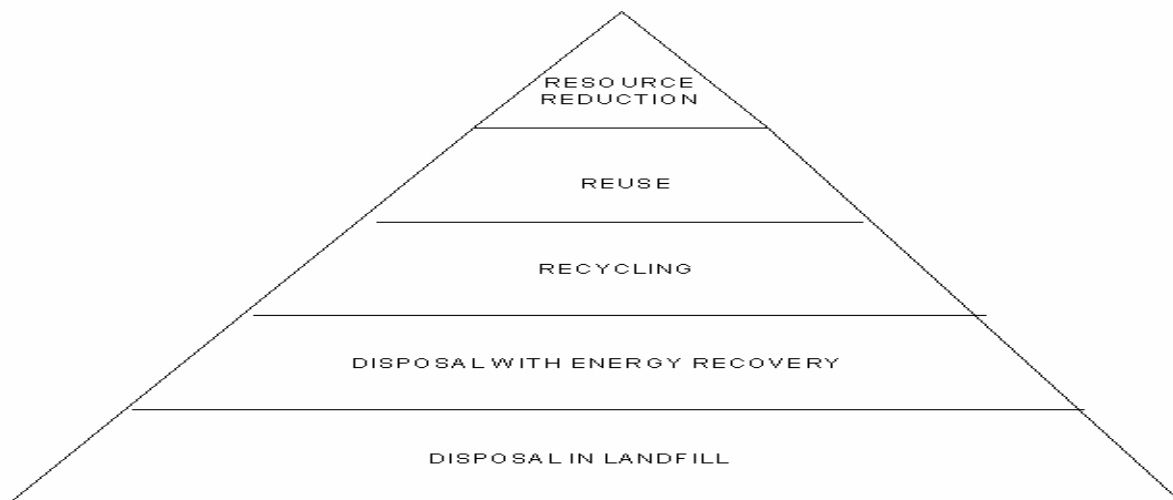 RESOURCE
REDUCTION
REUSE
RECYCLING
DISPOSAL WITH ENERGY RECOVERY
DISPOSAL IN LANDFILL